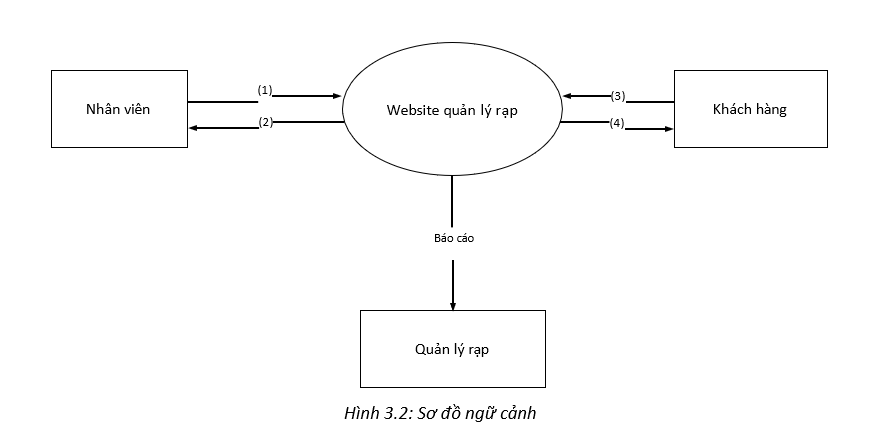 Nhân viên
(1)
(2)
Website quản lý rạp
(3)
(4)
Khách hàng
Báo cáo
Quản lý rạp
Hình 3.2: Sơ đồ ngữ cảnh